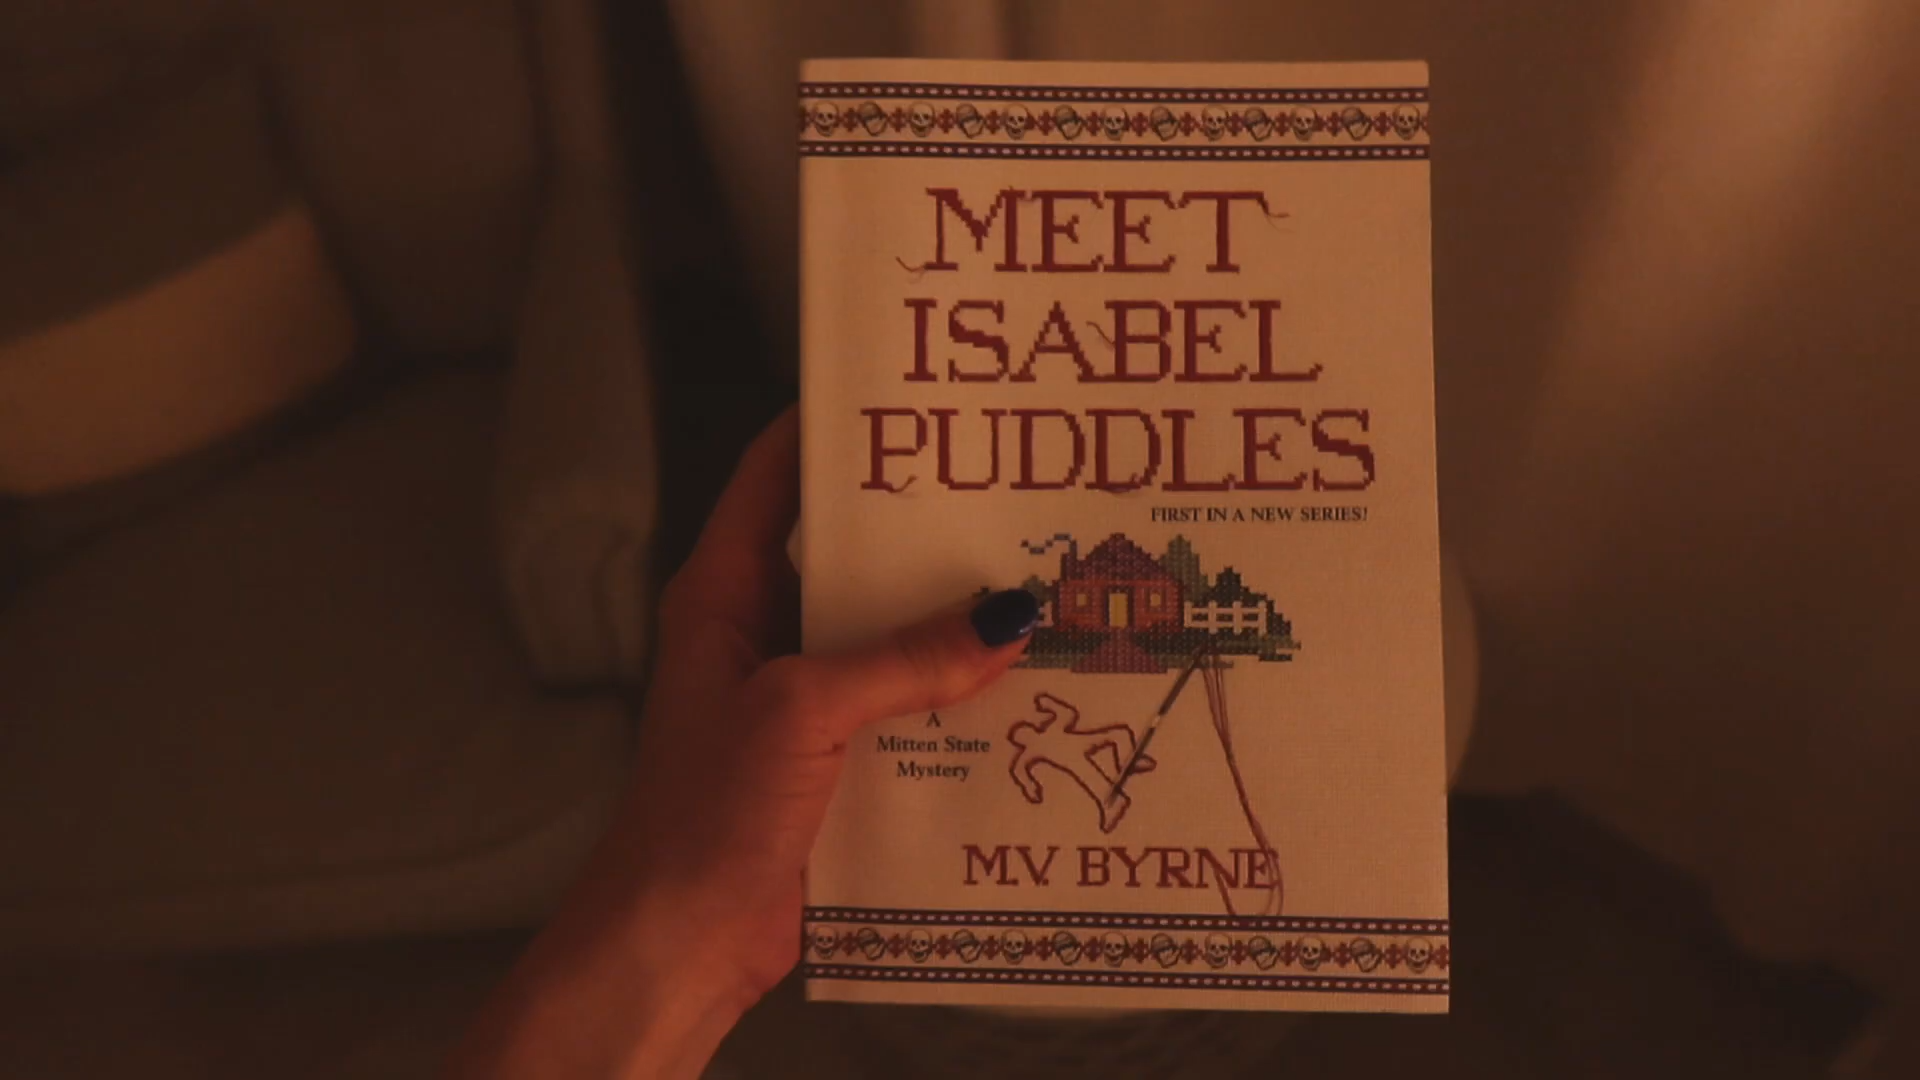 MEET
ISABEL
PUDDLES
FIRST IN A NEW SERIES!
A
Mitten State
Mystery
M.V. BYRNE